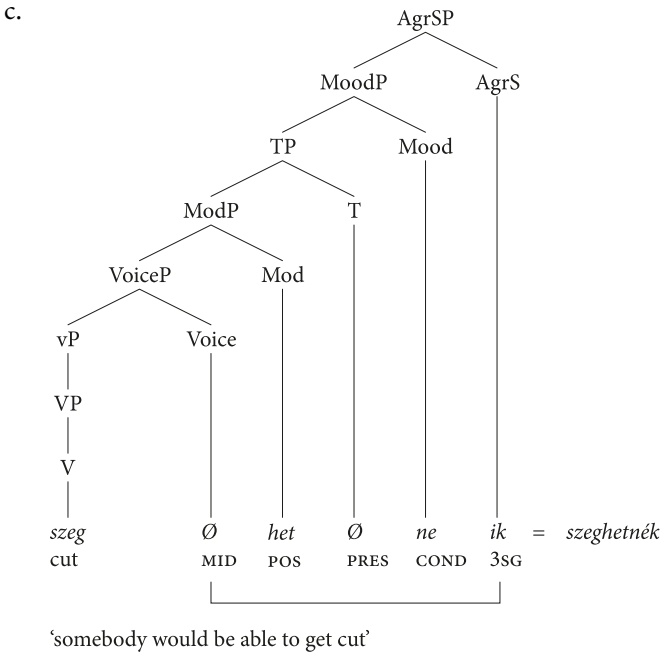 c.
AgrSP
MoodP AgrS
TP Mood
ModP T
VoiceP Mod
vP Voice
VP
V
szeg Ø het Ø ne ik = szeghetnék
cut MID POS PRES COND 3SG
‘somebody would be able to get cut’